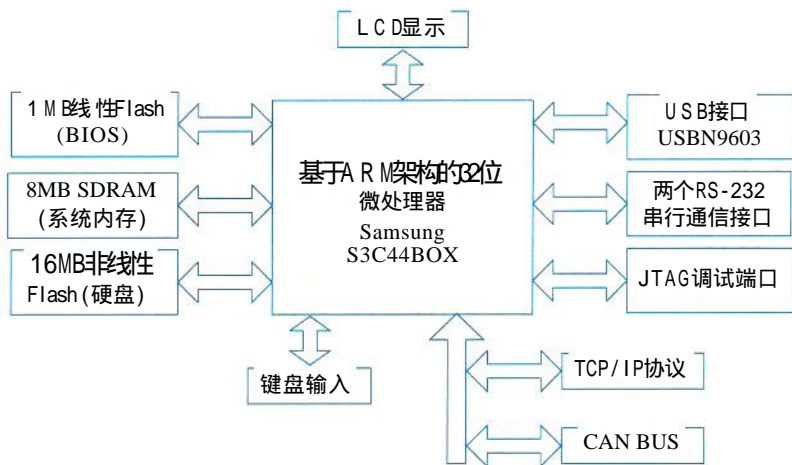 LCD显示
1MB线性Flash
(BIOS)
8MB SDRAM
(系统内存)
16MB非线性
Flash(硬盘)
基于ARM架构的32位
微处理器
Samsung
S3C44BOX
USB接口
USBN9603
两个RS-232
串行通信接口
JTAG调试端口
键盘输入
TCP/IP协议
CAN BUS